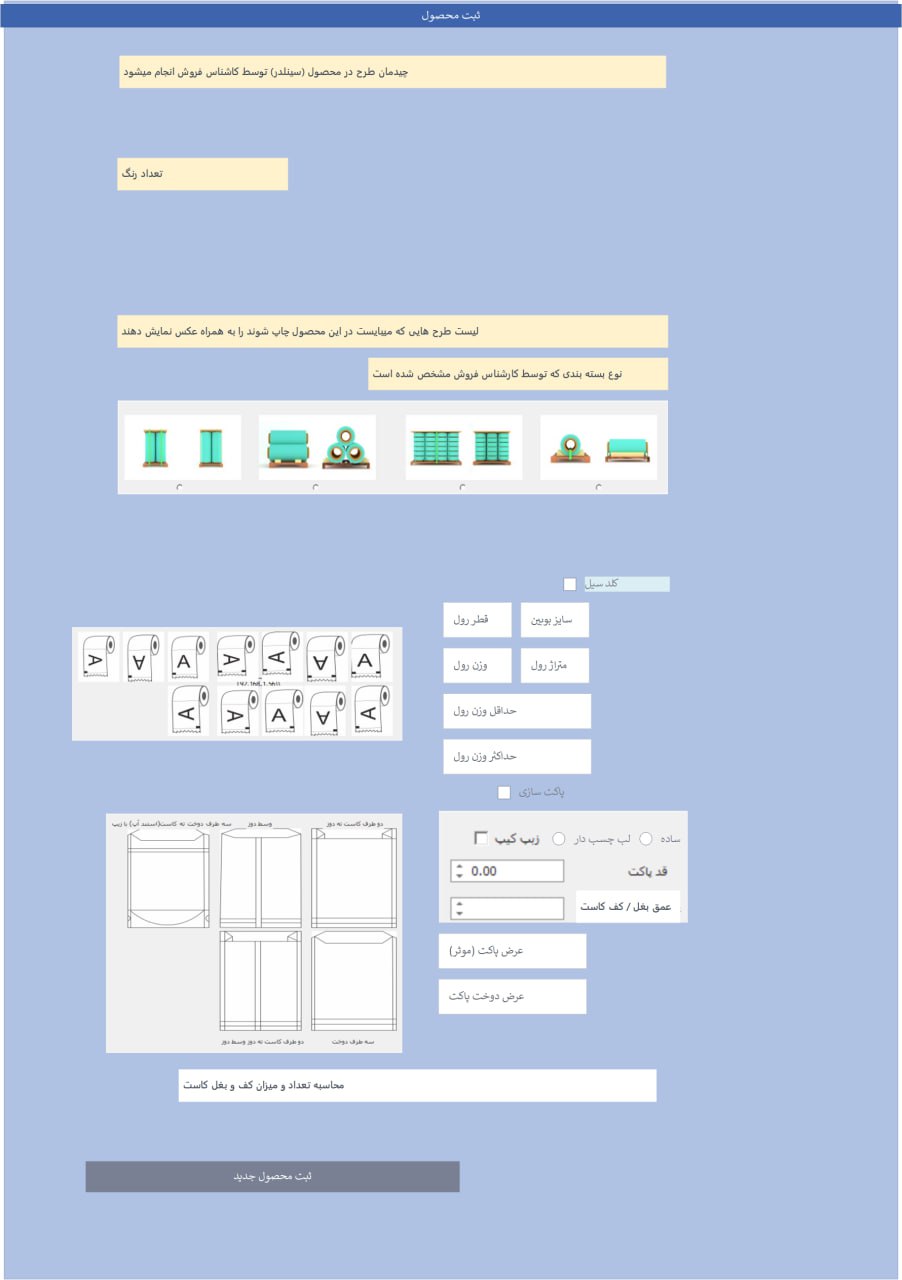 ثبت محصول
چیدمان طرح در محصول (سیلندر) توسط کاشناس فروش انجام میشود
تعداد رنگ
لیست طرح هایی که میبایست در این محصول چاپ شوند را به همراه عکس نمایش دهند
نوع بسته بندی که توسط کارشناس فروش مشخص شده است
کلد سیل
سایز بوبین
قطر رول
متراژ رول
وزن رول
A A A A A A A
A A A A A
حداقل وزن رول
حداکثر وزن رول
پاکت سازی
ساده
لب چسب دار
زیپ کیپ
قد پاکت
0.00
عمق بغل / کف کاست
عرض پاکت (موثر)
عرض دوخت پاکت
دو طرف کاست ته دوز
وسط دوز
سه طرف دوخت ته کاست(استند آپ) با زیپ
سه طرف دوخت
دو طرف کاست ته دوز وسط دوز
محاسبه تعداد و میزان کف و بغل کاست
ثبت محصول جدید